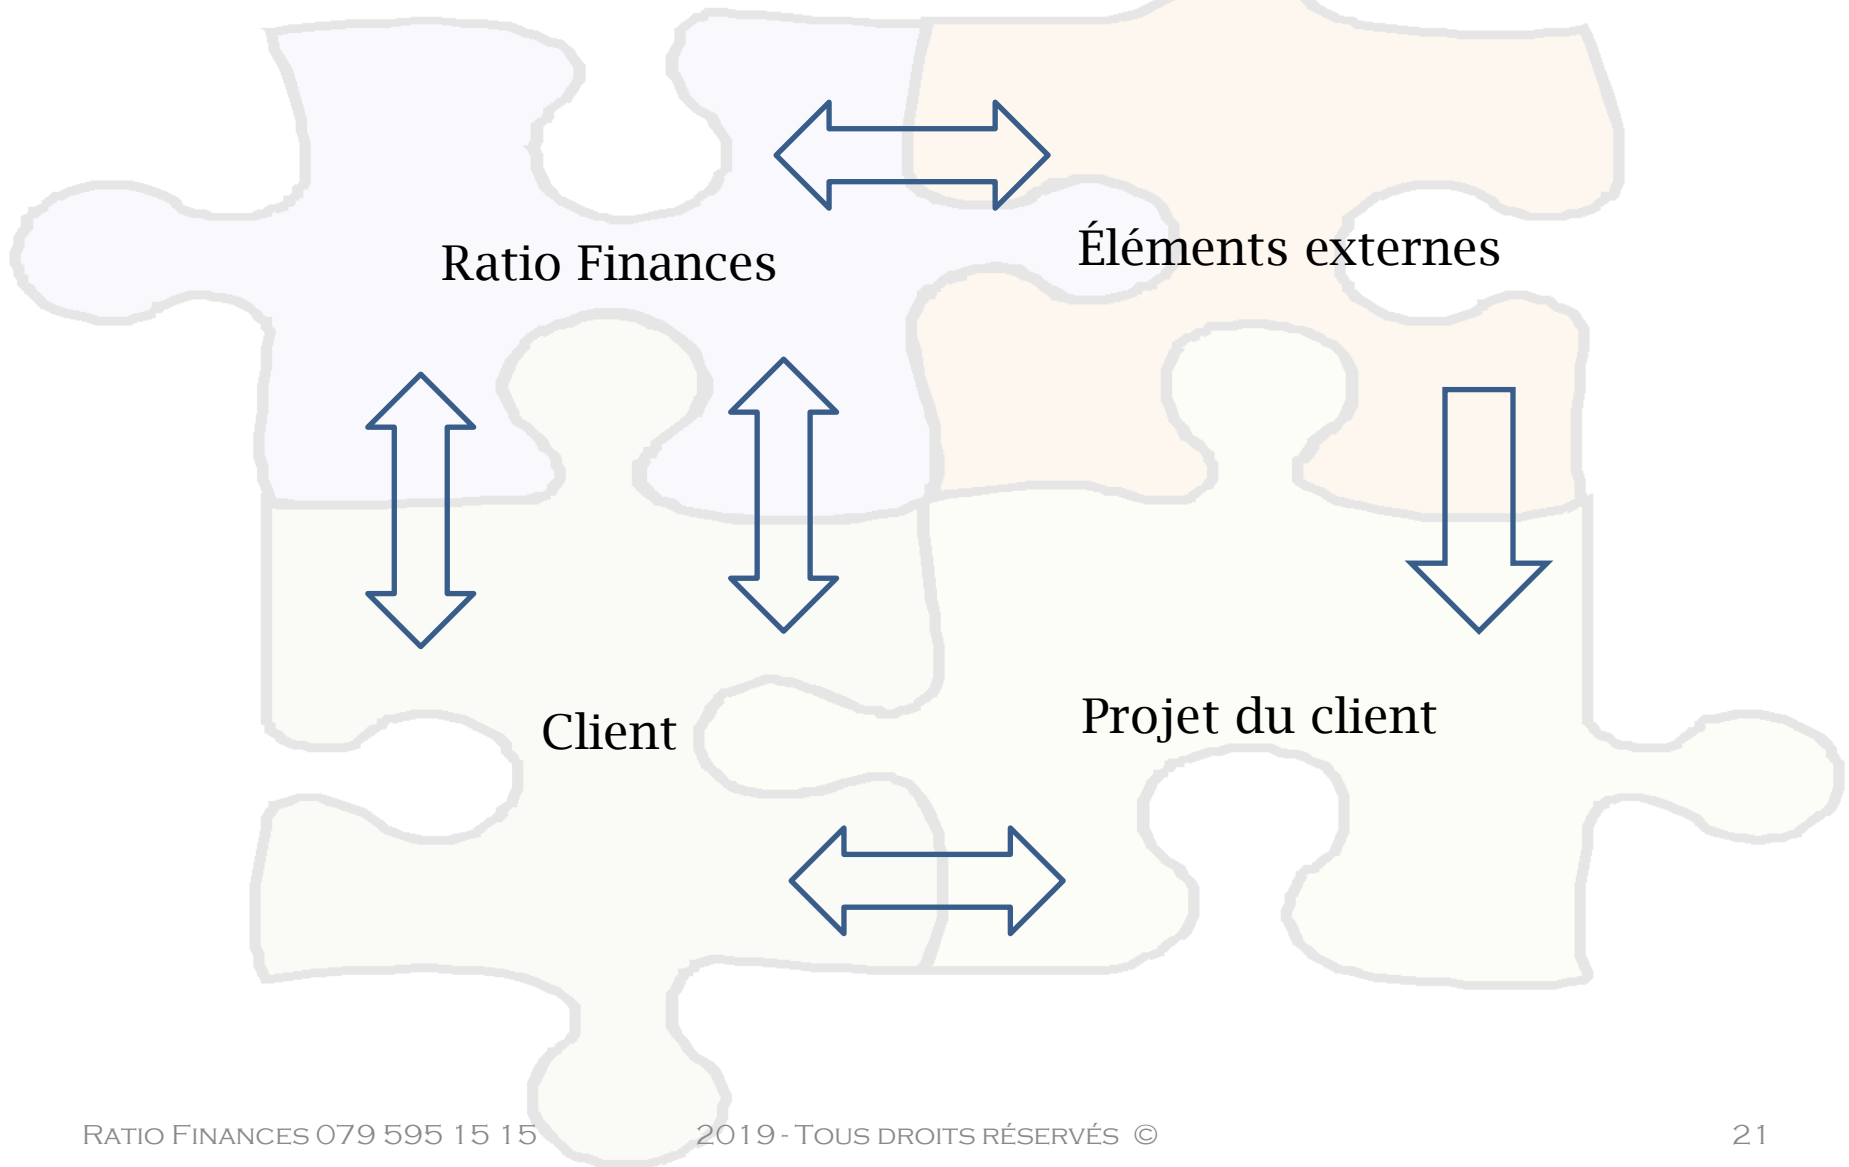 Ratio Finances
Éléments externes
Client
Projet du client
Ratio Finances 079 595 15 15
2019 - Tous droits réservés ©
21